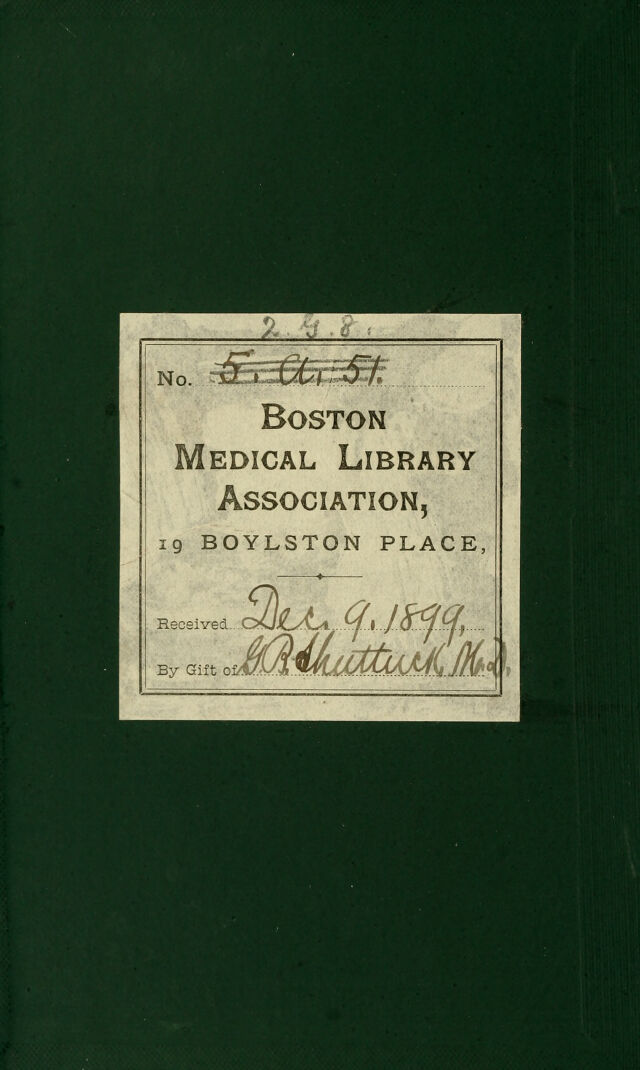 2. G. 8.
No. 5. A. 51.
BOSTON
MEDICAL LIBRARY
ASSOCIATION,
19 BOYLSTON PLACE,
Received Dec. 9. 1899,
By Gift of G. B. Shattuck, M.D.